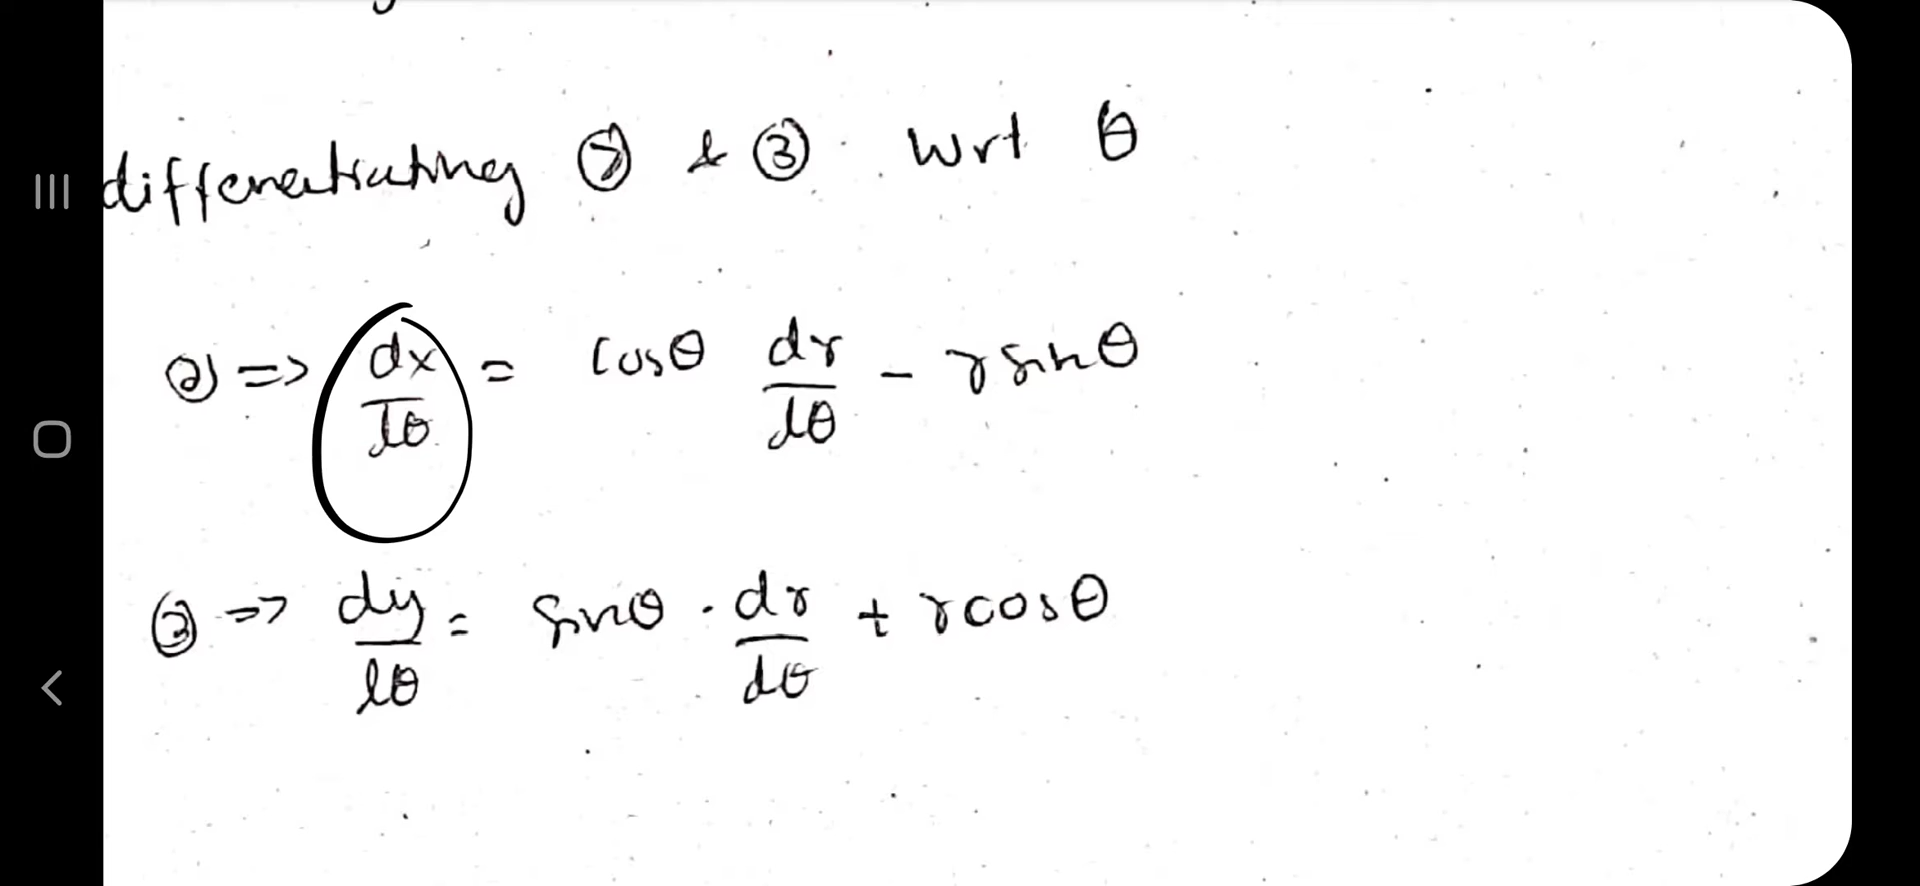 differentiating ② & ③ wrt θ
② => dx/dθ = cosθ dr/dθ - r sinθ
③ => dy/dθ = sinθ . dr/dθ + r cosθ